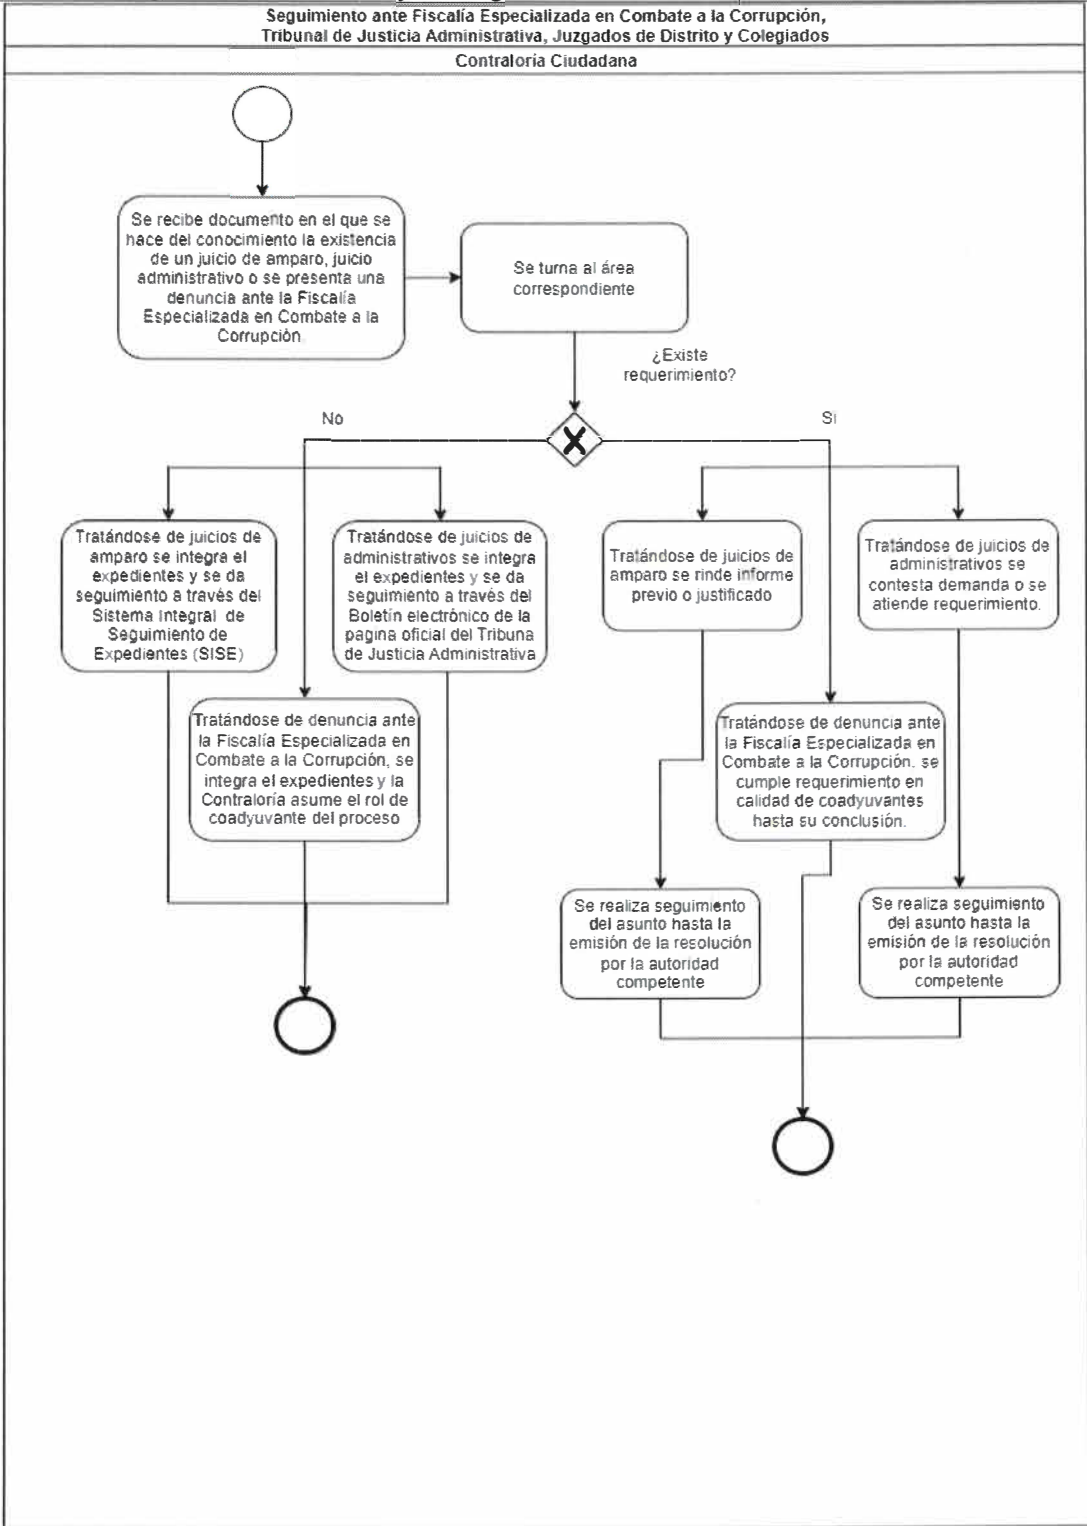 Seguimiento ante Fiscalía Especializada en Combate a la Corrupción,
Tribunal de Justicia Administrativa, Juzgados de Distrito y Colegiados
Contraloría Ciudadana
Se recibe documento en el que se
hace del conocimiento la existencia
de un juicio de amparo, juicio
administrativo o se presenta una
denuncia ante la Fiscalía
Especializada en Combate a la
Corrupción
Se turna al área
correspondiente
¿Existe
requerimiento?
No
Si
Tratándose de juicios de
amparo se integra el
expedientes y se da
seguimiento a través del
Sistema Integral de
Seguimiento de
Expedientes (SISE)
Tratándose de juicios de
administrativos se integra
el expedientes y se da
seguimiento a través del
Boletín electrónico de la
pagina oficial del Tribuna
de Justicia Administrativa
Tratándose de denuncia ante
la Fiscalía Especializada en
Combate a la Corrupción, se
integra el expedientes y la
Contraloría asume el rol de
coadyuvante del proceso
Tratándose de juicios de
amparo se rinde informe
previo o justificado
Tratándose de juicios de
administrativos se
contesta demanda o se
atiende requerimiento.
Tratándose de denuncia ante
la Fiscalía Especializada en
Combate a la Corrupción. se
cumple requerimiento en
calidad de coadyuvantes
hasta su conclusión.
Se realiza seguimiento
del asunto hasta la
emisión de la resolución
por la autoridad
competente
Se realiza seguimiento
del asunto hasta la
emisión de la resolución
por la autoridad
competente